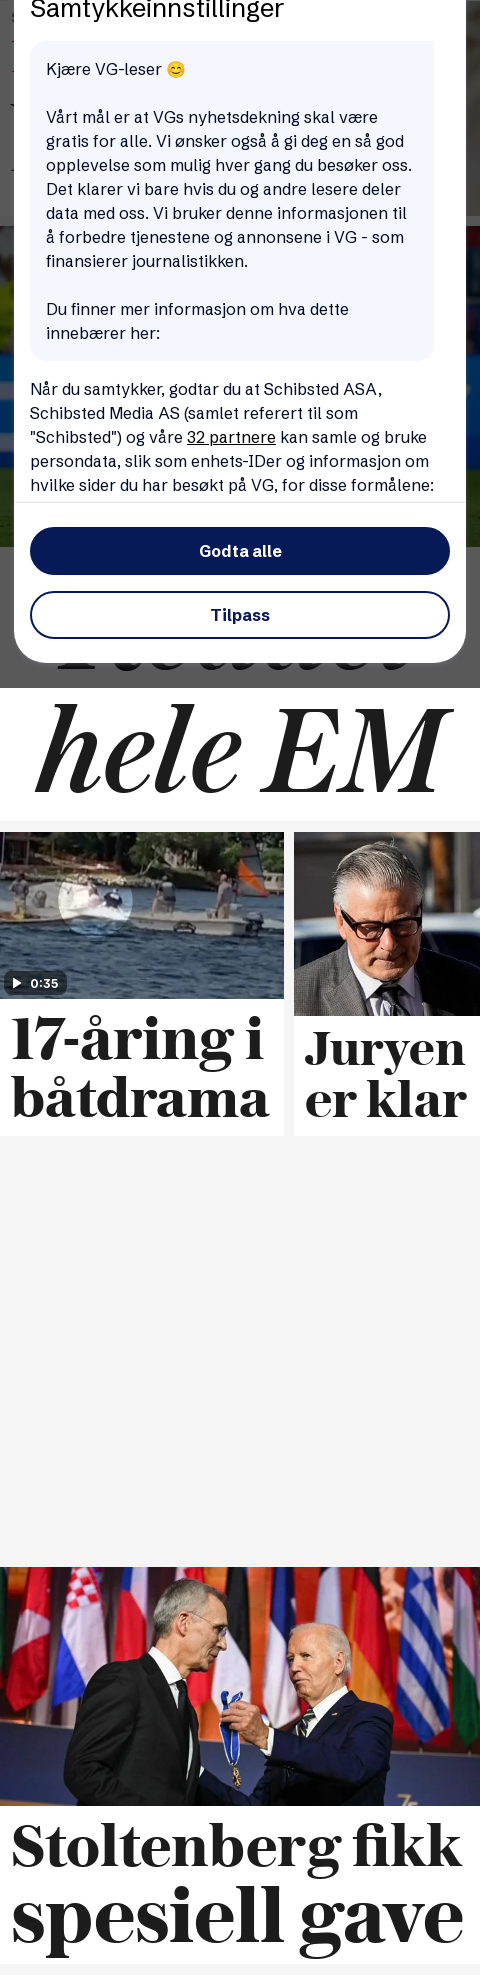 Samtykkeinnstillinger
Kjære VG-leser 😊
Vårt mål er at VGs nyhetsdekning skal være
gratis for alle. Vi ønsker også å gi deg en så god
opplevelse som mulig hver gang du besøker oss.
Det klarer vi bare hvis du og andre lesere deler
data med oss. Vi bruker denne informasjonen til
å forbedre tjenestene og annonsene i VG - som
finansierer journalistikken.
Du finner mer informasjon om hva dette
innebærer her:
Når du samtykker, godtar du at Schibsted ASA,
Schibsted Media AS (samlet referert til som
"Schibsted") og våre 32 partnere kan samle og bruke
persondata, slik som enhets-IDer og informasjon om
hvilke sider du har besøkt på VG, for disse formålene:
Godta alle
Tilpass
hele EM
0:35
17-åring i
båtdrama
Juryen
er klar
Stoltenberg fikk
spesiell gave